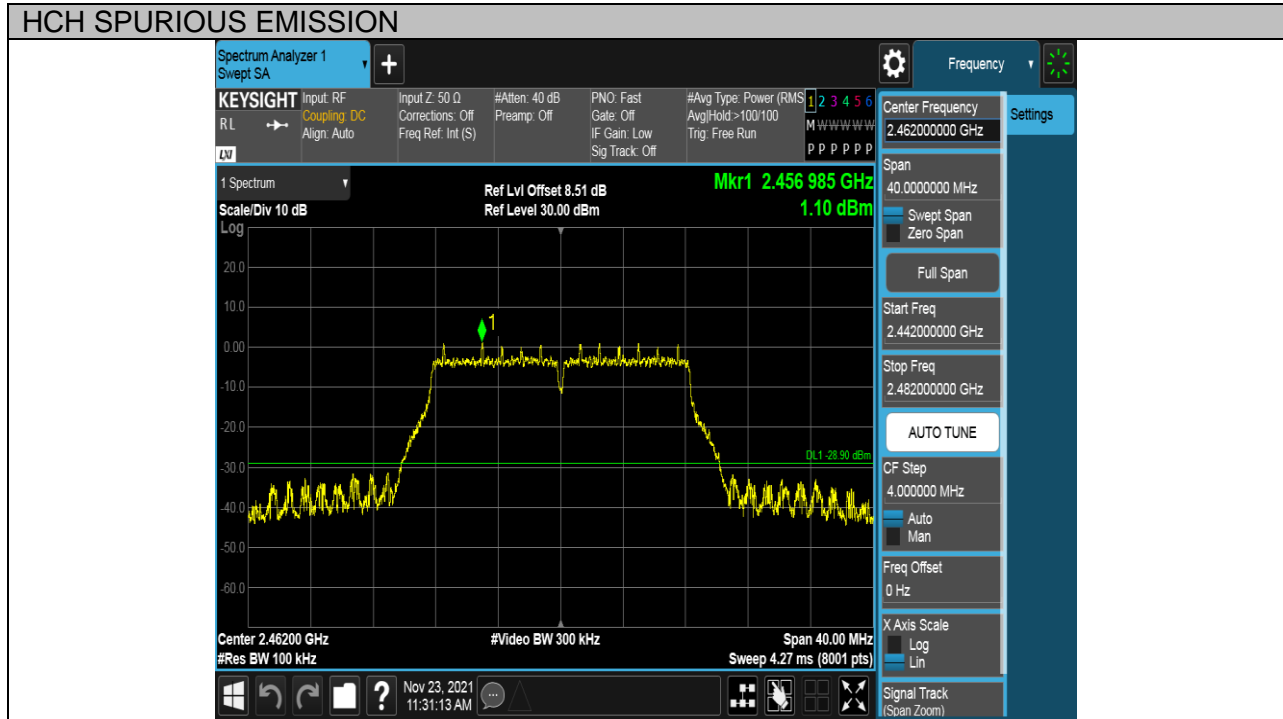 HCH SPURIOUS EMISSION
Spectrum Analyzer 1
Swept SA
+
Frequency
KEYSIGHT
RL
LXI
Input: RF
Coupling: DC
Align: Auto
Input Z: 50 Ω
Corrections: Off
Freq Ref: Int (S)
#Atten: 40 dB
Preamp: Off
PNO: Fast
Gate: Off
IF Gain: Low
Sig Track: Off
#Avg Type: Power (RMS
Avg|Hold:>100/100
Trig: Free Run
1 2 3 4 5 6
M W W W W W
P P P P P P
1 Spectrum
Scale/Div 10 dB
Ref Lvl Offset 8.51 dB
Ref Level 30.00 dBm
Mkr1 2.456 985 GHz
1.10 dBm
Log
20.0
10.0
0.00
-10.0
-20.0
-30.0
-40.0
-50.0
-60.0
1
DL1 -28.90 dBm
Center 2.46200 GHz
#Res BW 100 kHz
#Video BW 300 kHz
Span 40.00 MHz
Sweep 4.27 ms (8001 pts)
Center Frequency
2.462000000 GHz
Settings
Span
40.0000000 MHz
Swept Span
Zero Span
Full Span
Start Freq
2.442000000 GHz
Stop Freq
2.482000000 GHz
AUTO TUNE
CF Step
4.000000 MHz
Auto
Man
Freq Offset
0 Hz
X Axis Scale
Log
Lin
Signal Track
(Span Zoom)
?
Nov 23, 2021
11:31:13 AM